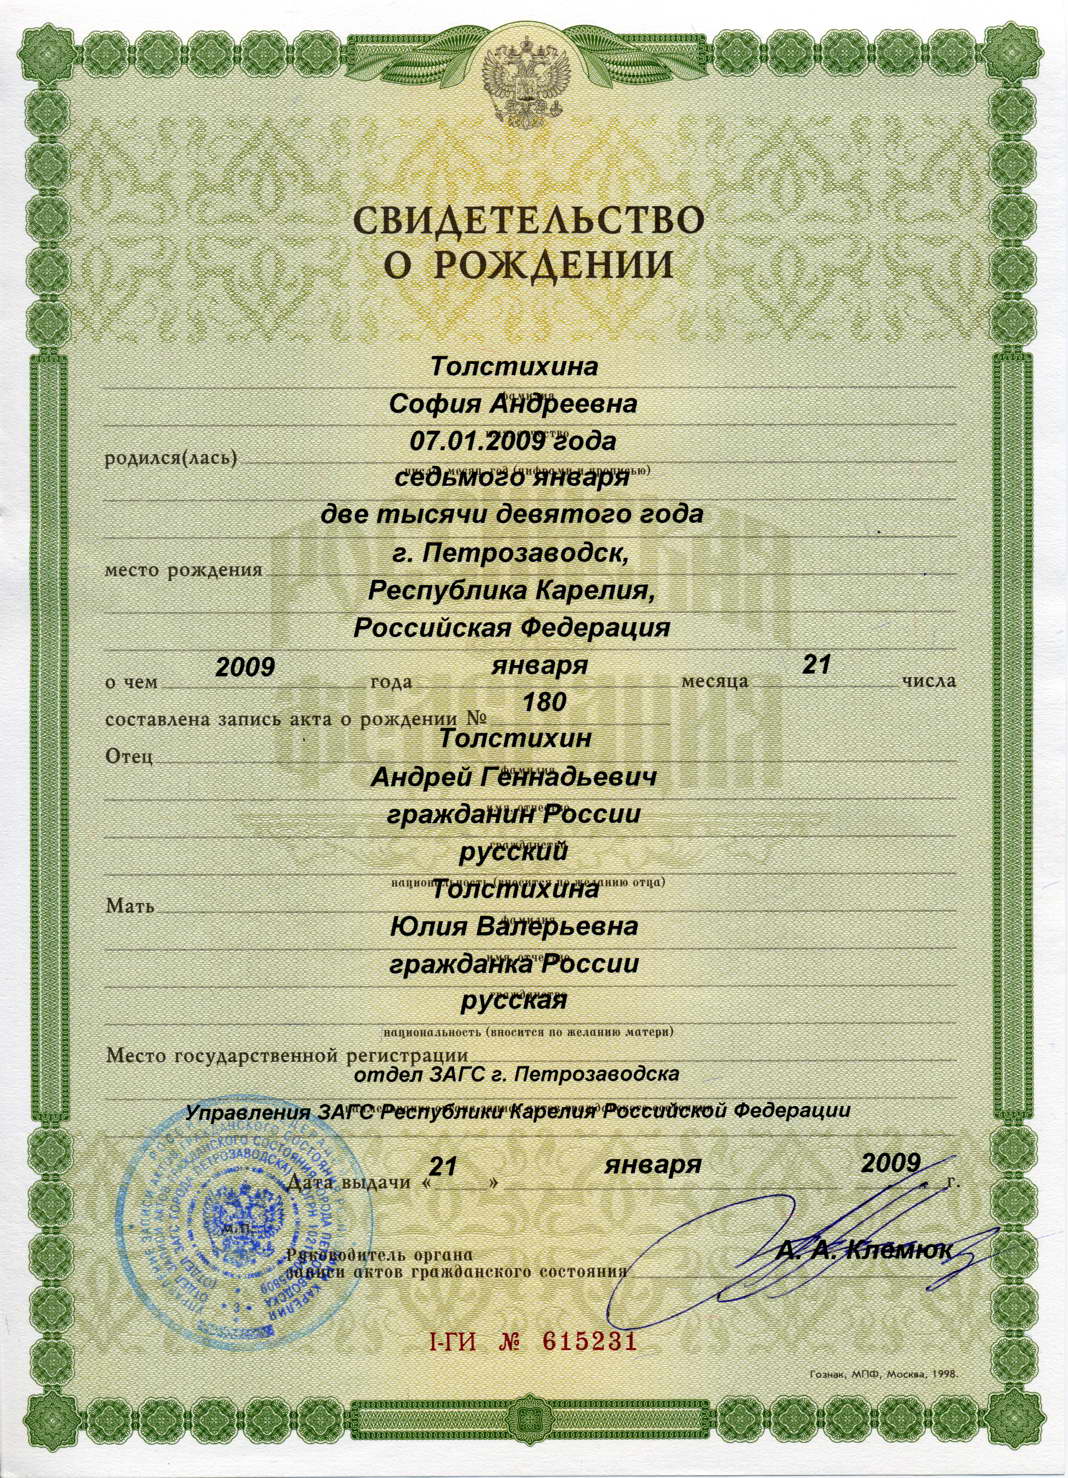 СВИДЕТЕЛЬСТВО
О РОЖДЕНИИ
Толстихина
фамилия
София Андреевна
07.01.2009 года
родился(лась)
число, месяц, год (цифрами и прописью)
седьмого января
две тысячи девятого года
г. Петрозаводск,
место рождения
Республика Карелия,
Российская Федерация
о чем 2009 года января месяца 21 числа
составлена запись акта о рождении № 180
Отец Толстихин
фамилия
Андрей Геннадьевич
имя, отчество
гражданин России
гражданство
русский
национальность (вносится по желанию отца)
Мать Толстихина
фамилия
Юлия Валерьевна
имя, отчество
гражданка России
гражданство
русская
национальность (вносится по желанию матери)
Место государственной регистрации
отдел ЗАГС г. Петрозаводска
Управления ЗАГС Республики Карелия Российской Федерации
Дата выдачи « 21 » января 2009 г.
М.П.
Руководитель органа
записи актов гражданского состояния
А. А. Клемюк
I-ГИ № 615231
Гознак, МПФ, Москва, 1998.
РОССИЙСКАЯ
ФЕДЕРАЦИЯ